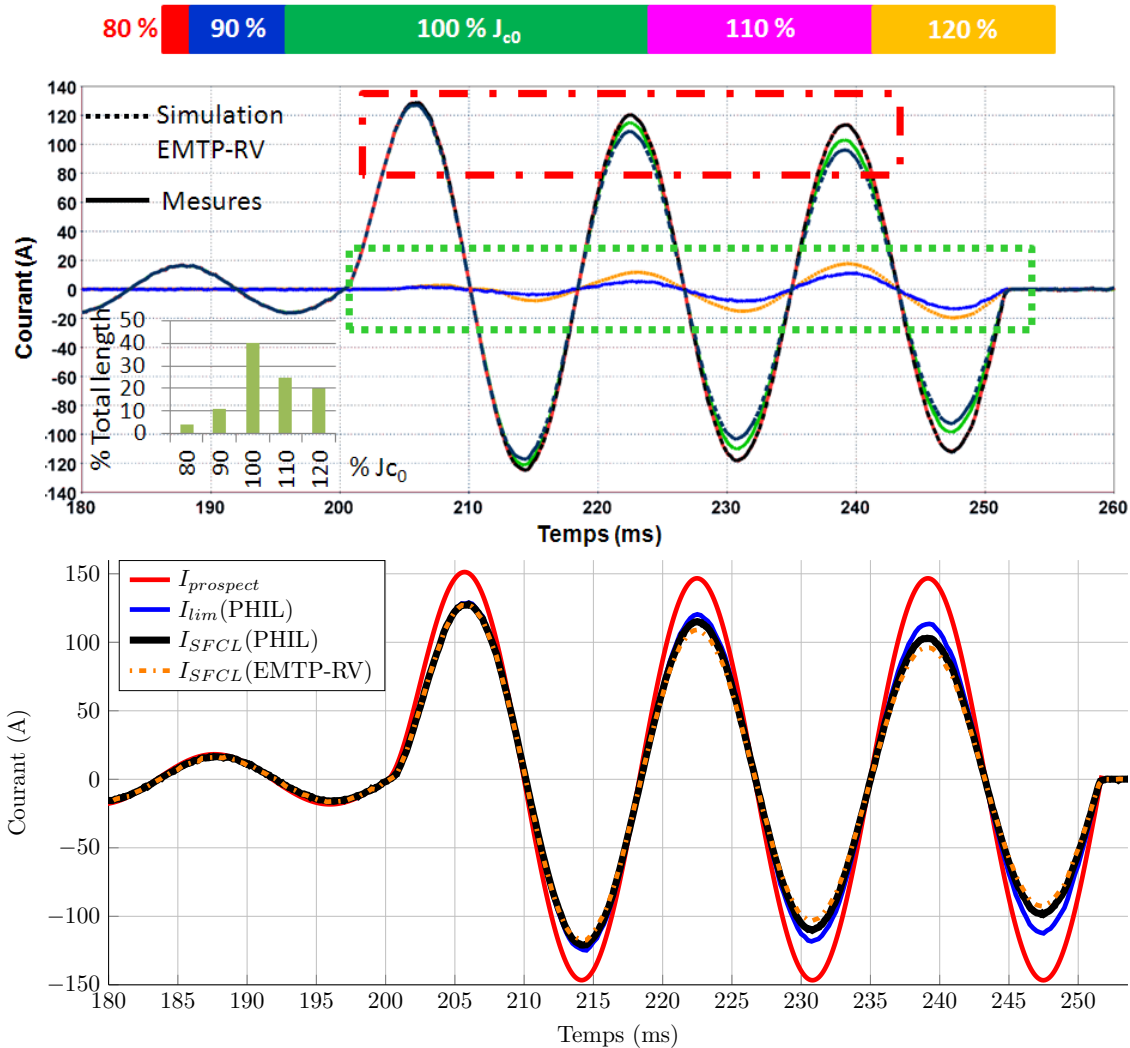 80 % 90 % 100 % Jc0 110 % 120 %
140
120
100
80
60
40
20
0
-20
-40
-60
-80
-100
-120
-140
Courant (A)
Simulation
EMTP-RV
Mesures
% Total length
50
40
30
20
10
0
80 90 100 110 120 % Jc0
180 190 200 210 220 230 240 250 260
Temps (ms)
150
100
50
0
−50
−100
−150
Courant (A)
Iprospect
Ilim(PHIL)
ISFCL(PHIL)
ISFCL(EMTP-RV)
180 185 190 195 200 205 210 215 220 225 230 235 240 245 250
Temps (ms)